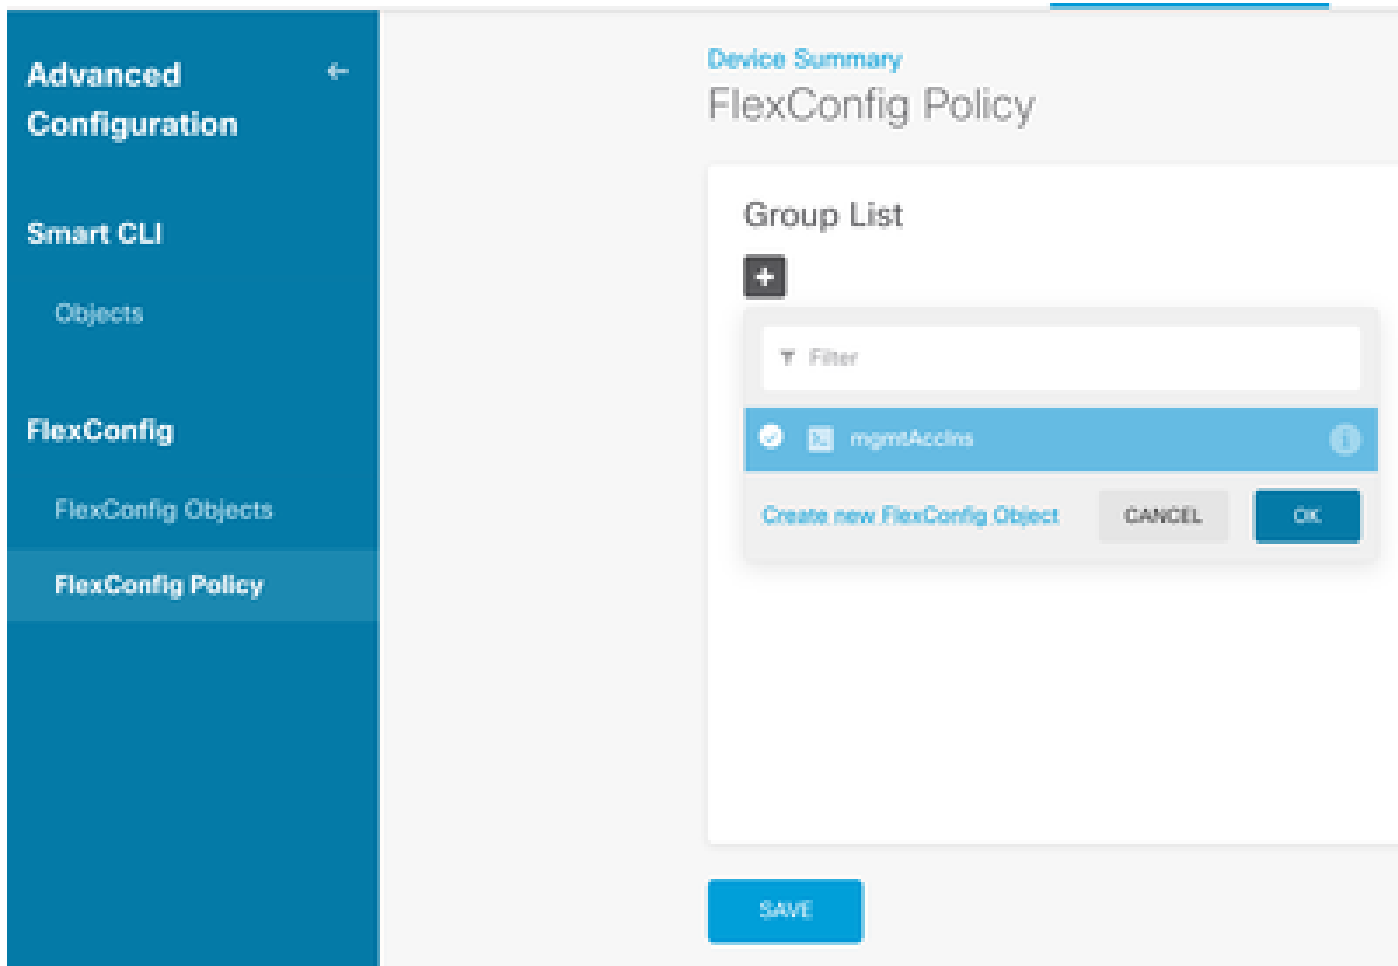 Advanced
Configuration
Smart CLI
Objects
FlexConfig
FlexConfig Objects
FlexConfig Policy
Device Summary
FlexConfig Policy
Group List
Filter
mgmtAccIns
Create new FlexConfig Object
CANCEL
OK
SAVE